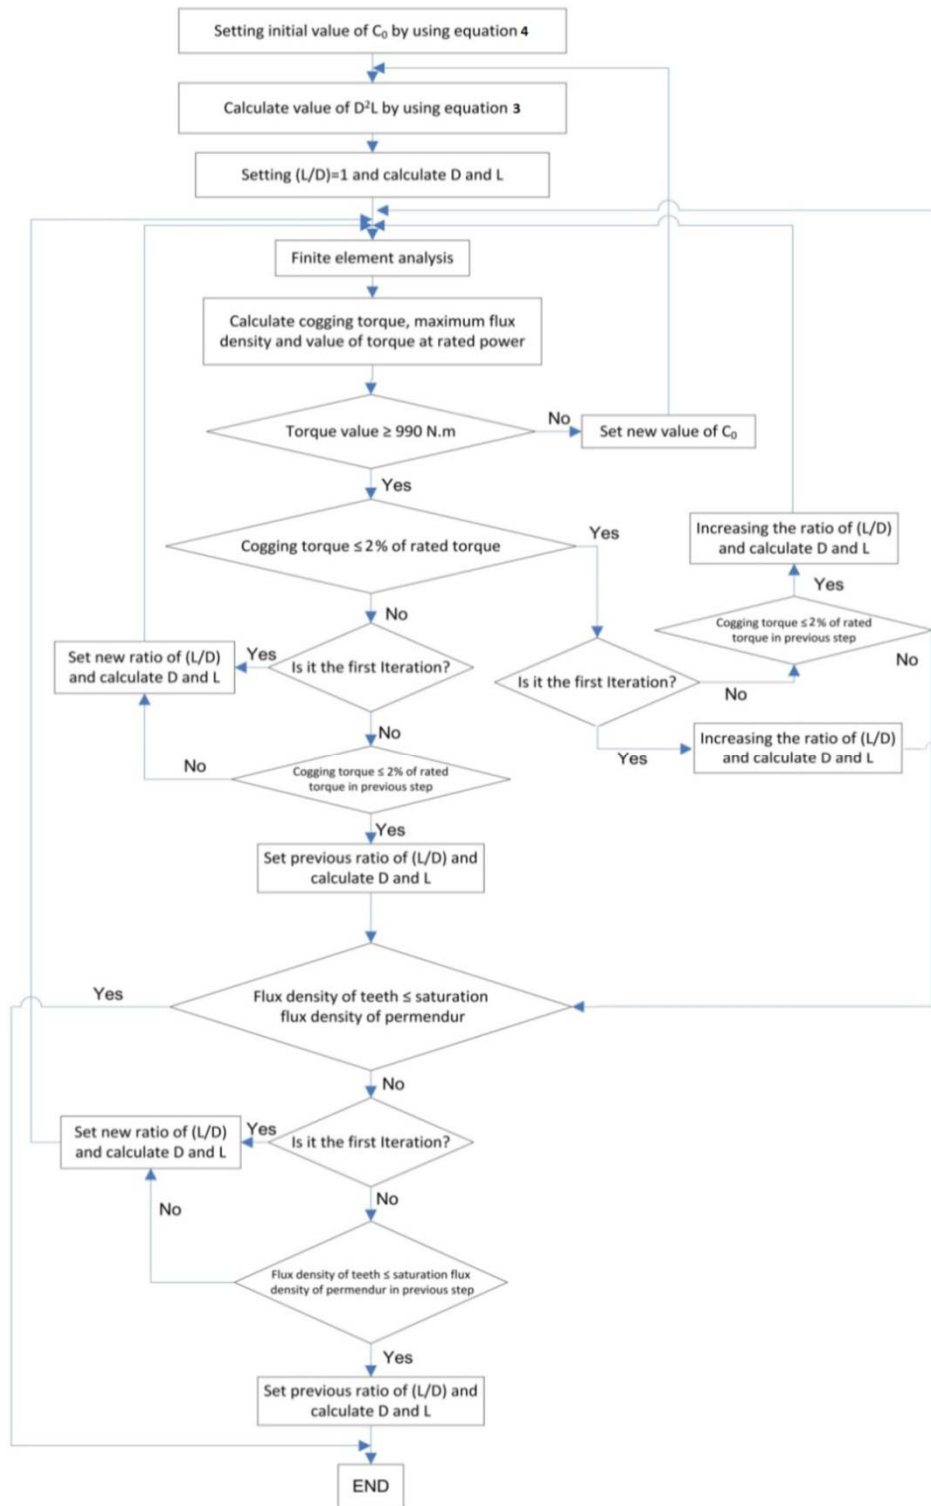 Setting initial value of C₀ by using equation 4
Calculate value of D²L by using equation 3
Setting (L/D)=1 and calculate D and L
Finite element analysis
Calculate cogging torque, maximum flux
density and value of torque at rated power
Torque value ≥ 990 N.m
No
Set new value of C₀
Yes
Cogging torque ≤ 2% of rated torque
Yes
Increasing the ratio of (L/D)
and calculate D and L
Yes
Cogging torque ≤ 2% of rated
torque in previous step
No
No
Is it the first Iteration?
Yes
Set new ratio of (L/D)
and calculate D and L
Is it the first Iteration?
No
Yes
Increasing the ratio of (L/D)
and calculate D and L
No
Cogging torque ≤ 2% of rated
torque in previous step
No
Yes
Set previous ratio of (L/D) and
calculate D and L
Flux density of teeth ≤ saturation
flux density of permendur
Yes
No
Is it the first Iteration?
Yes
Set new ratio of (L/D)
and calculate D and L
No
Flux density of teeth ≤ saturation flux
density of permendur in previous step
No
Yes
Set previous ratio of (L/D) and
calculate D and L
END